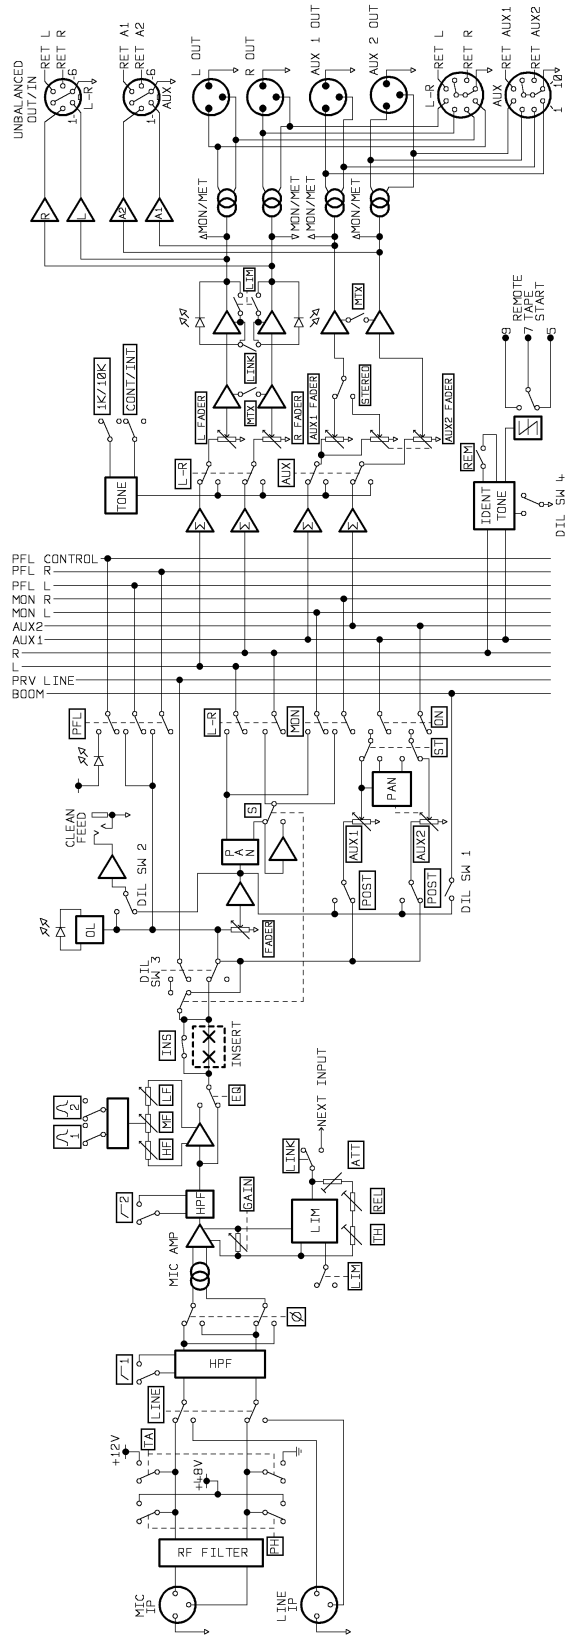 UNBALANCED
OUT/IN
RET L
RET R
1-
-6
L-R
RET A1
RET A2
1-
-6
AUX
L OUT
R OUT
AUX 1 OUT
AUX 2 OUT
L-R
RET L
RET R
AUX
RET AUX1
RET AUX2
1
10
R
L
A2
A1
MON/MET
MON/MET
MON/MET
MON/MET
LIM
LINK
MTX
MTX
1K/10K
CONT/INT
TONE
L FADER
R FADER
AUX1 FADER
STEREO
AUX2 FADER
L-R
AUX
Σ
Σ
Σ
Σ
REM
IDENT
TONE
DIL SW 4
9 REMOTE
7 TAPE
5 START
PFL CONTROL
PFL R
PFL L
MON R
MON L
AUX2
AUX1
R
L
PRV LINE
BOOM
PFL
L-R
MON
ON
ST
CLEAN
FEED
DIL SW 2
OL
PAN
S
PAN
AUX1
AUX2
POST
POST
DIL SW 1
FADER
DIL
SW 3
INS
INSERT
EQ
LF
MF
HF
2
1
2
HPF
MIC AMP
GAIN
LIM
LINK
NEXT INPUT
ATT
REL
TH
LIM
Ø
1
HPF
LINE
+12V
TA
+48V
PH
RF FILTER
MIC
IP
LINE
IP